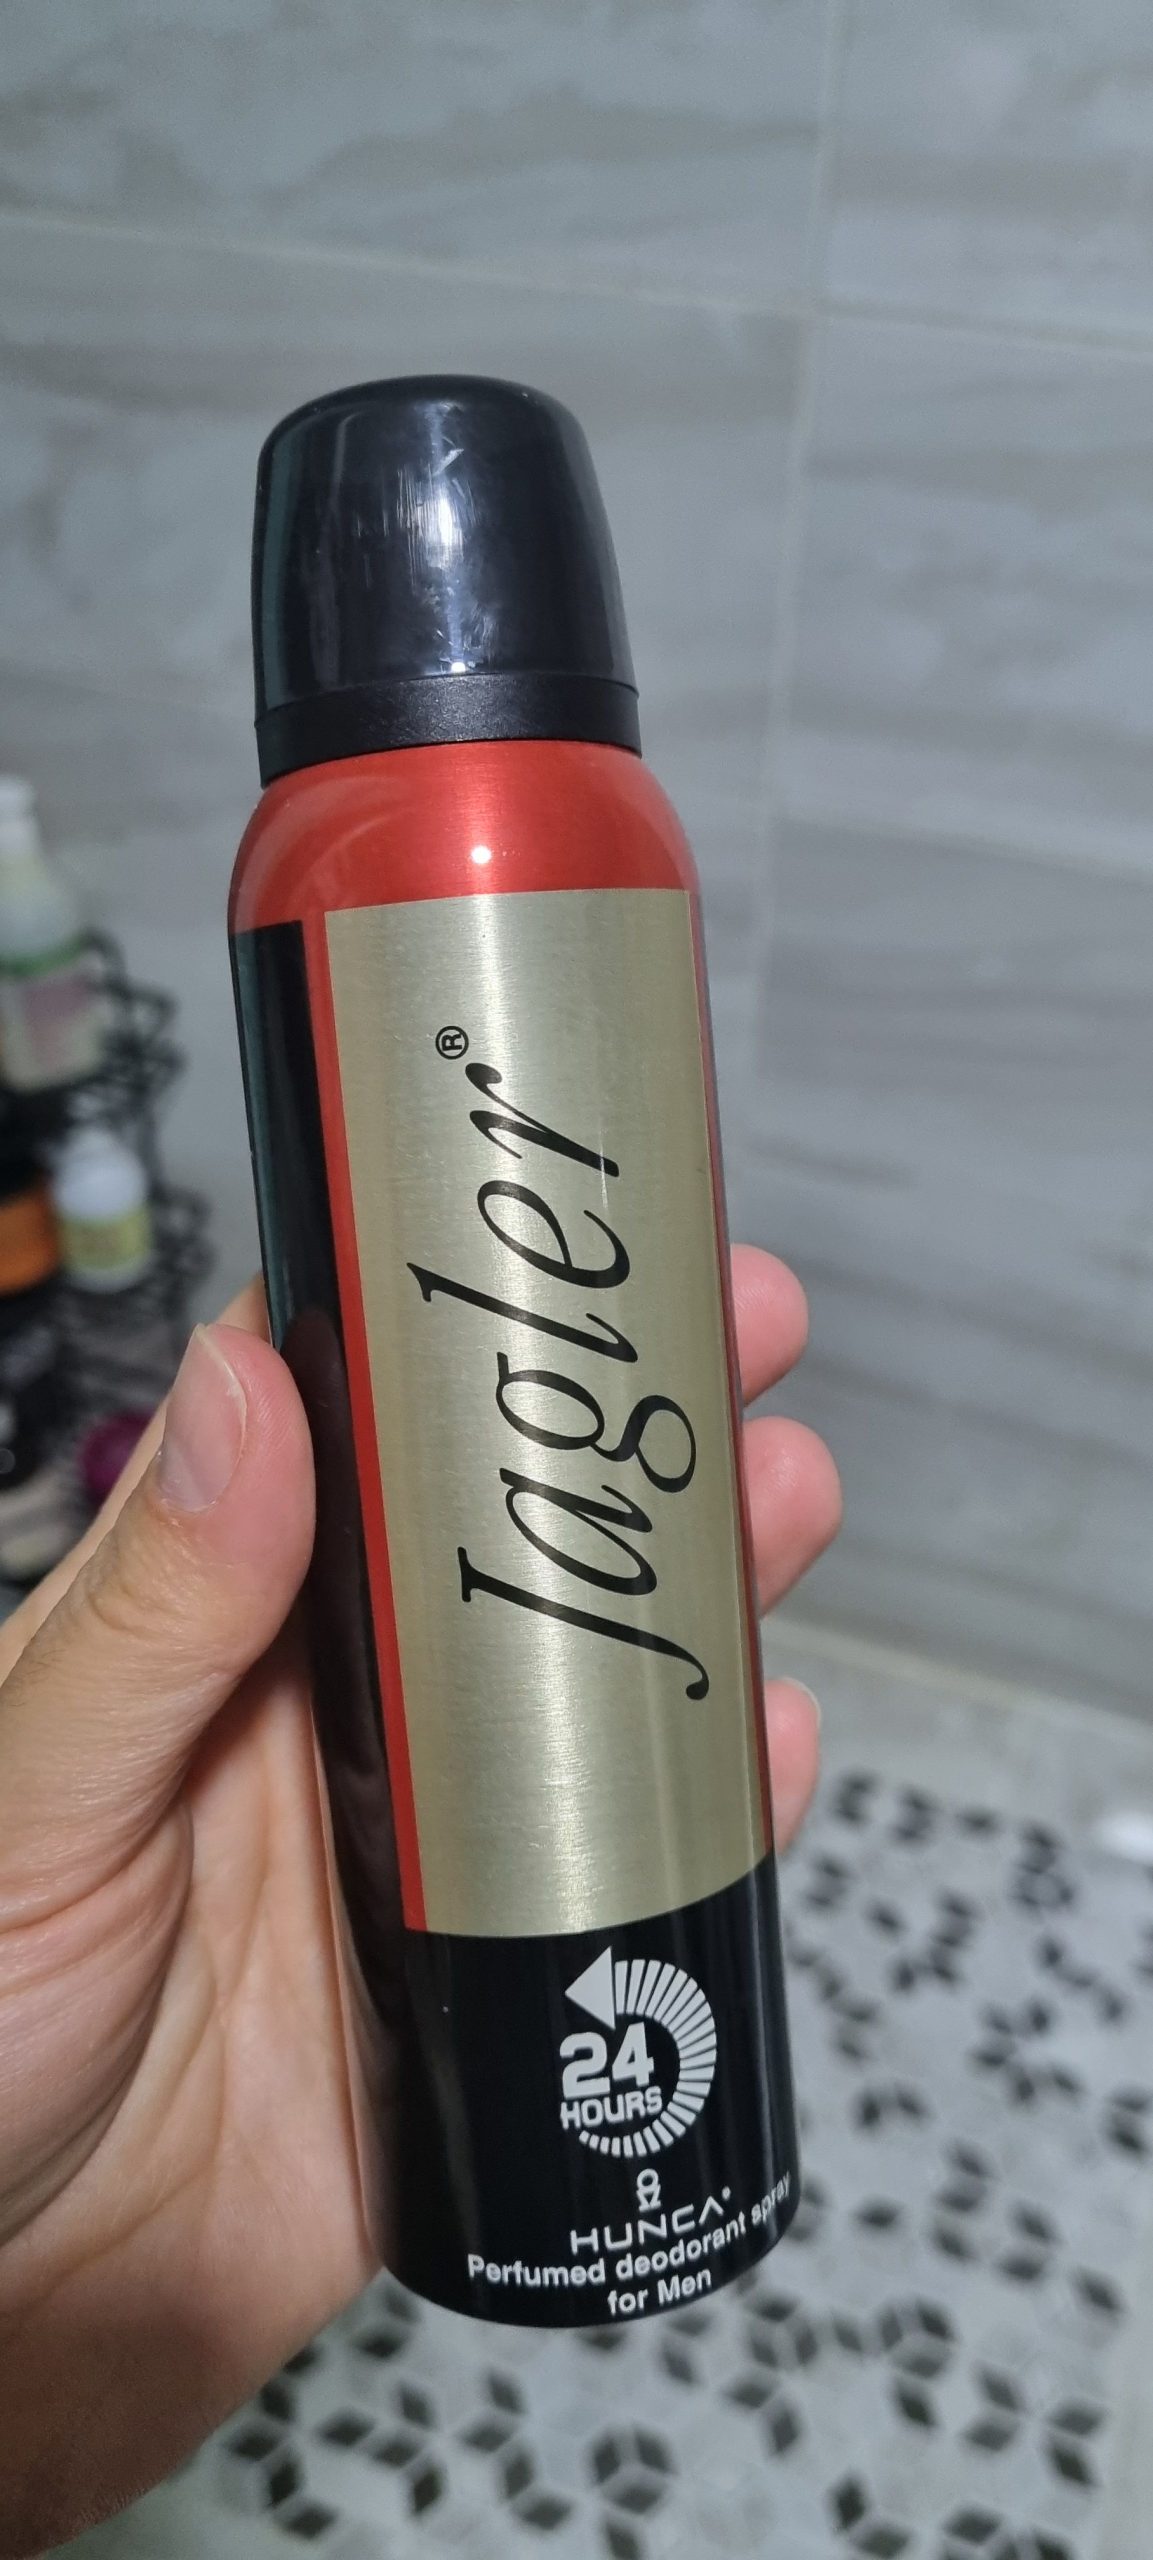 Jagler®
24
HOURS
HUNCA
Perfumed deodorant spray
for Men